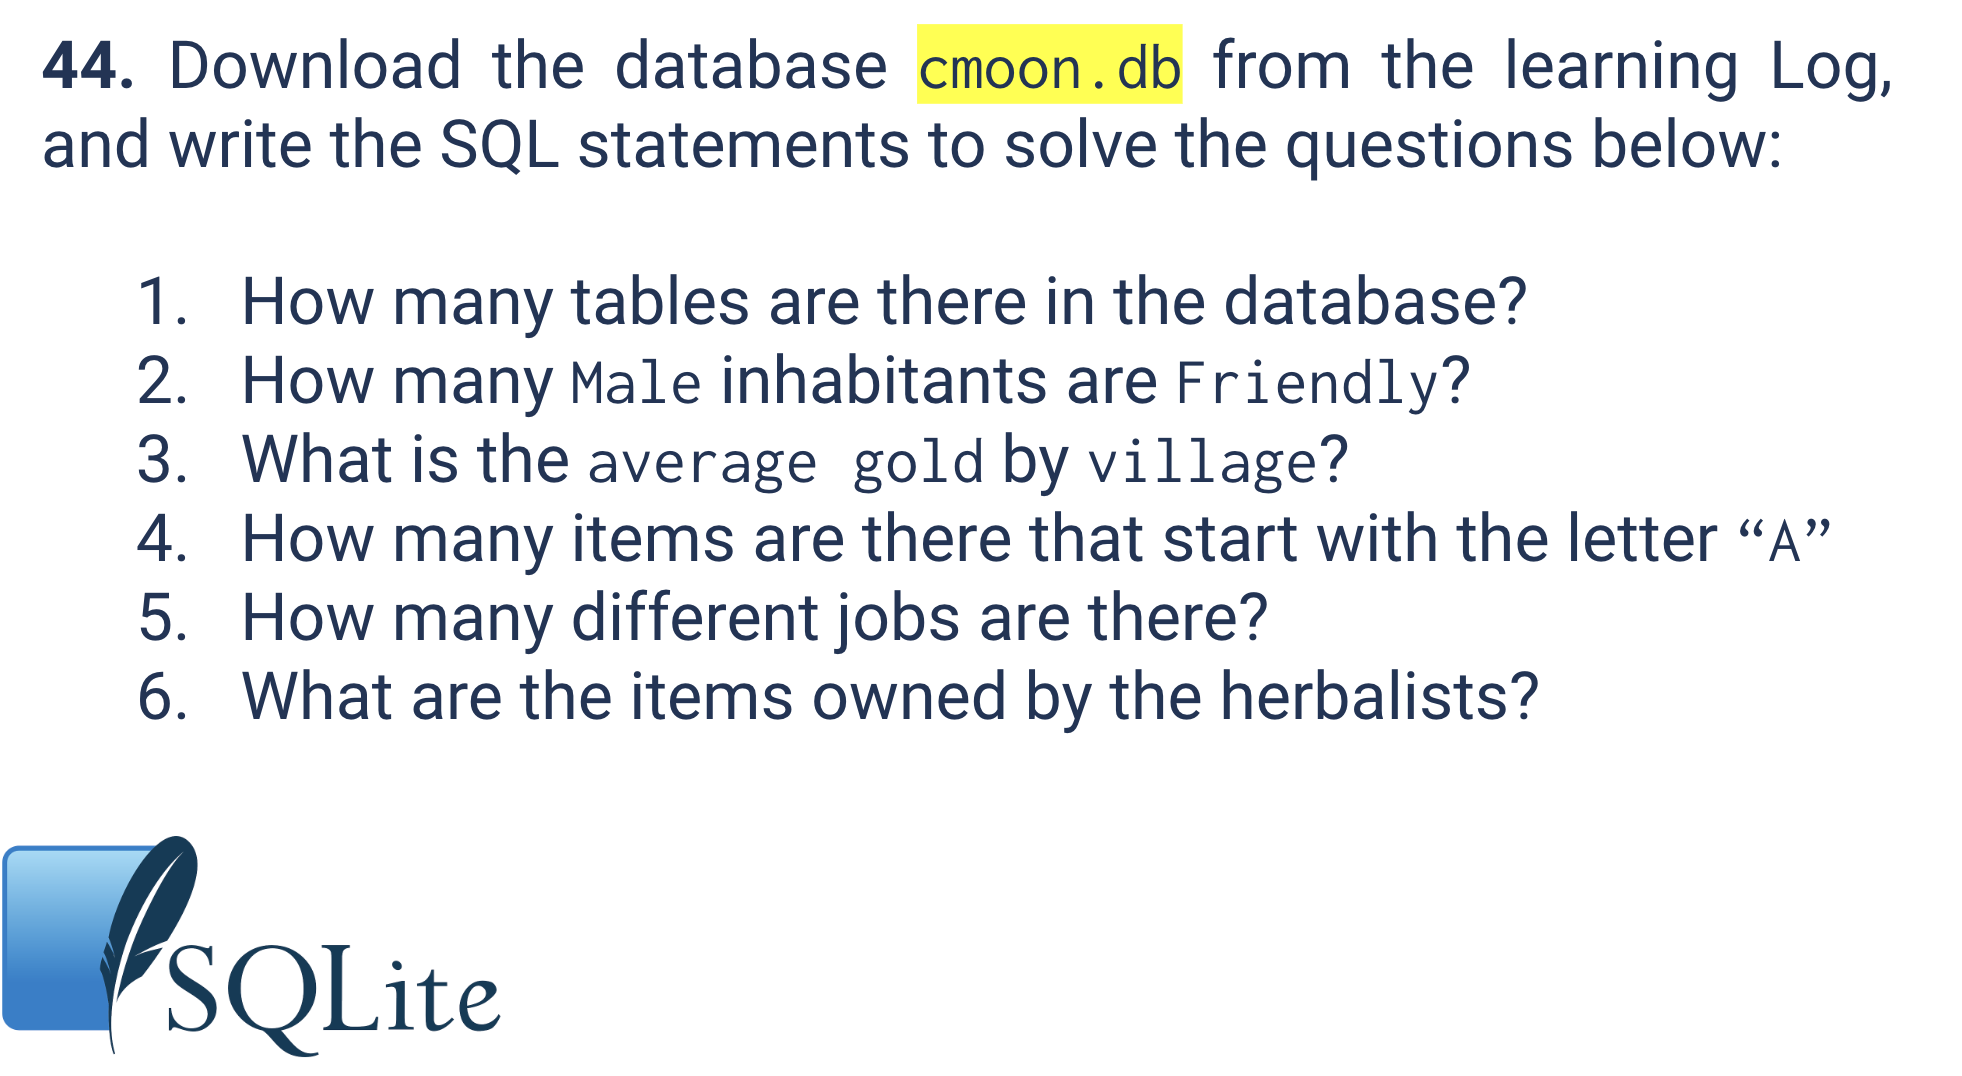 44. Download the database cmoon.db from the learning Log,
and write the SQL statements to solve the questions below:
1. How many tables are there in the database?
2. How many Male inhabitants are Friendly?
3. What is the average gold by village?
4. How many items are there that start with the letter “A”
5. How many different jobs are there?
6. What are the items owned by the herbalists?
SQLite